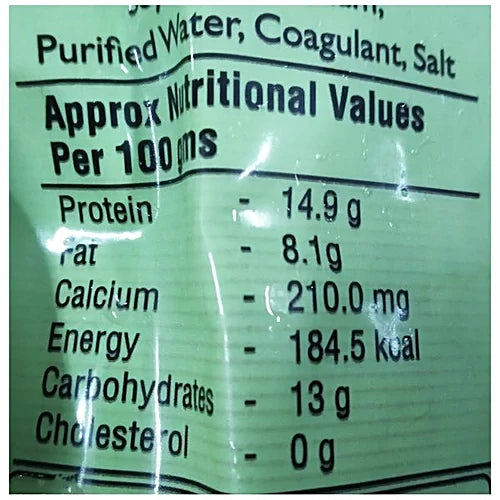 Purified Water, Coagulant, Salt
Approx Nutritional Values
Per 100 gms
Protein - 14.9 g
Fat - 8.1g
Calcium - 210.0 mg
Energy - 184.5 kcal
Carbohydrates - 13 g
Cholesterol - 0 g